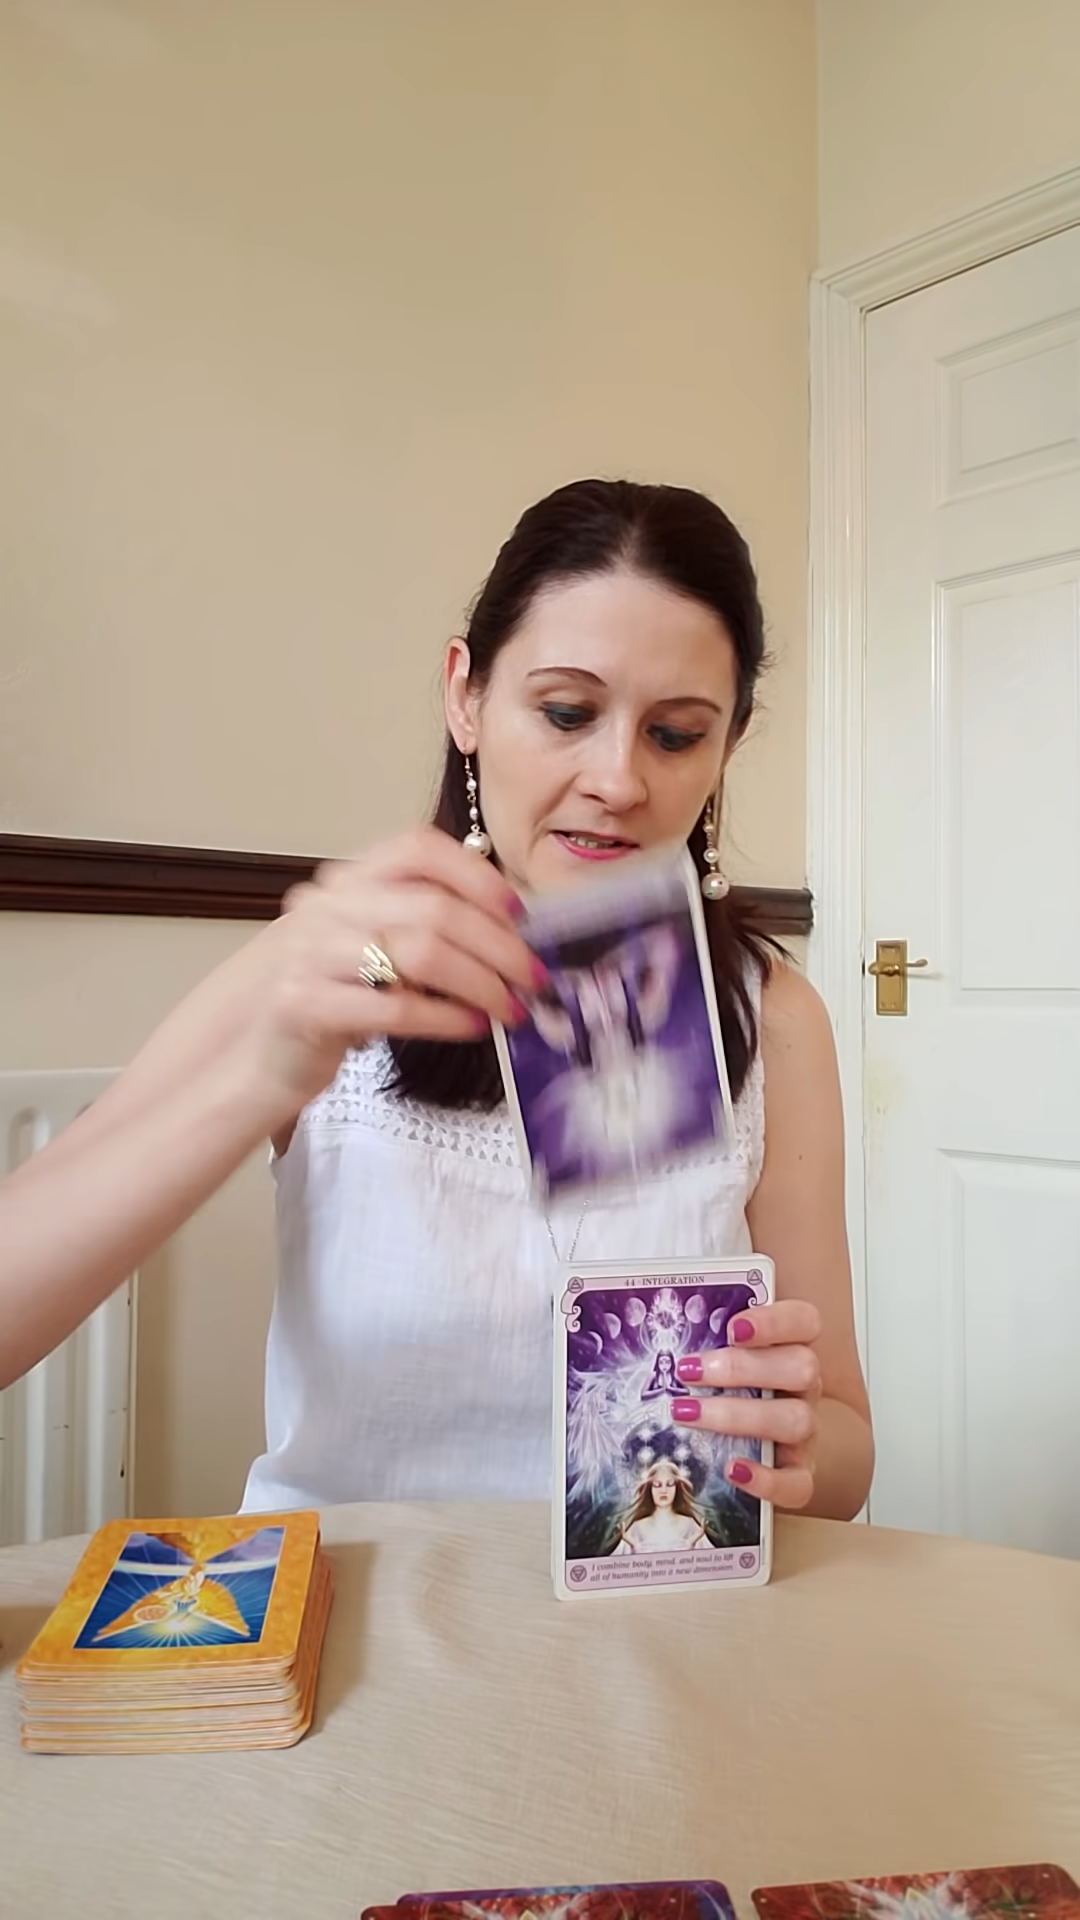 44 · INTEGRATION
I combine body, mind, and soul to lift
all of humanity into a new dimension.